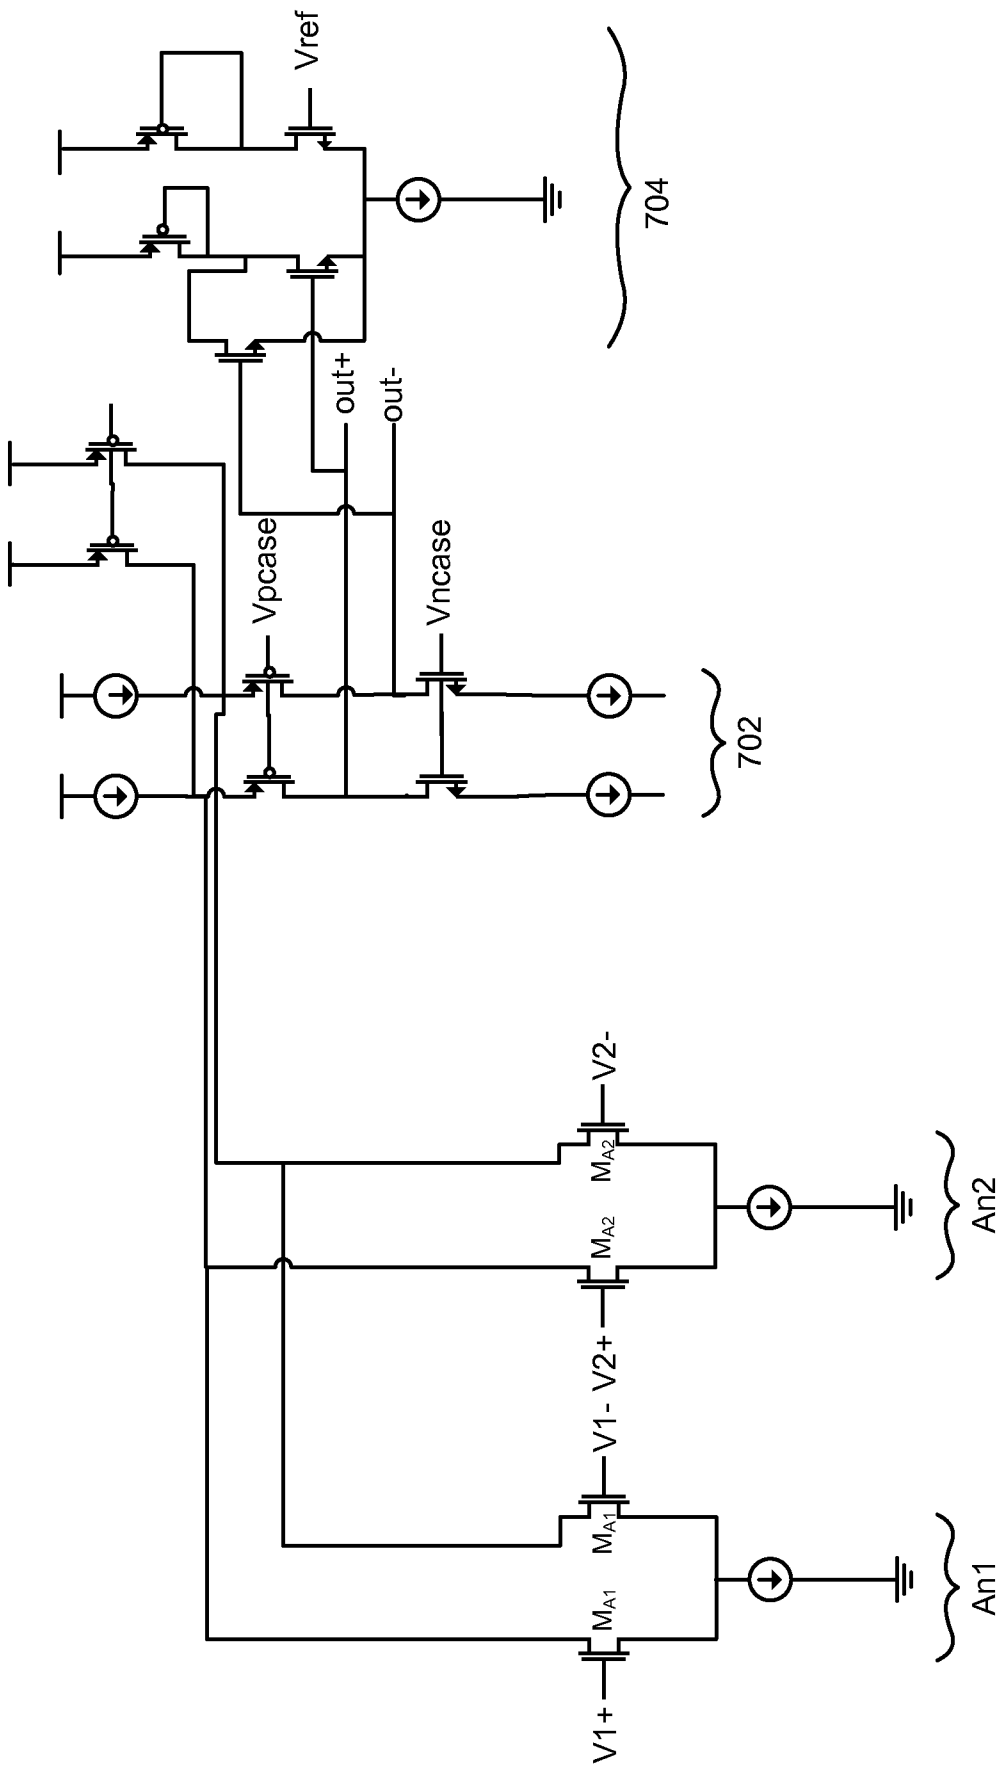 Vref
704
out+
out-
Vpcase
Vncase
702
V2-
MA2
MA2
V2+
An2
V1-
MA1
MA1
V1+
An1